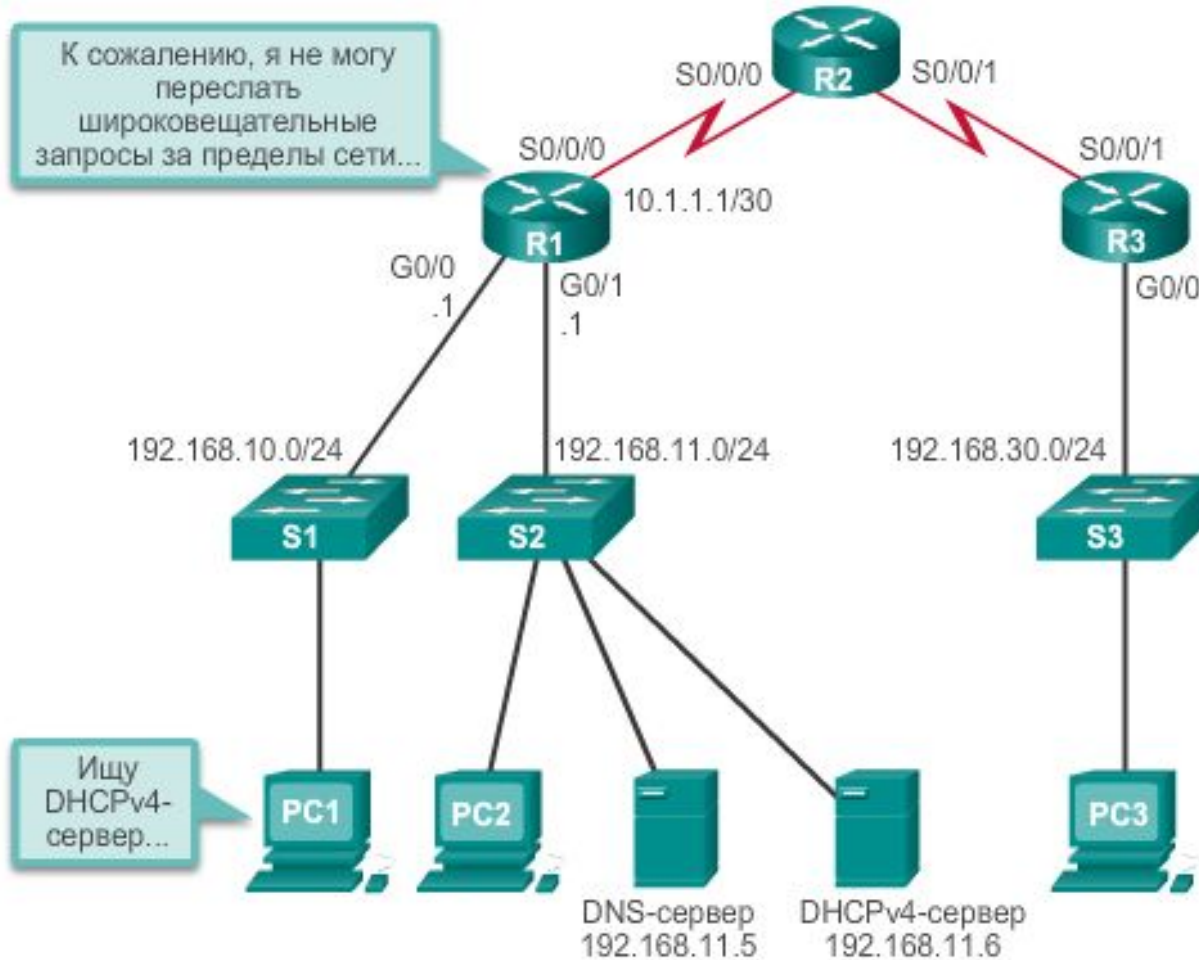 К сожалению, я не могу
переслать
широковещательные
запросы за пределы сети...
S0/0/0
R2
S0/0/1
S0/0/0
S0/0/1
10.1.1.1/30
R1
R3
G0/0
.1
G0/1
.1
G0/0
192.168.10.0/24
192.168.11.0/24
192.168.30.0/24
S1
S2
S3
Ищу
DHCPv4-
сервер...
PC1
PC2
PC3
DNS-сервер
192.168.11.5
DHCPv4-сервер
192.168.11.6